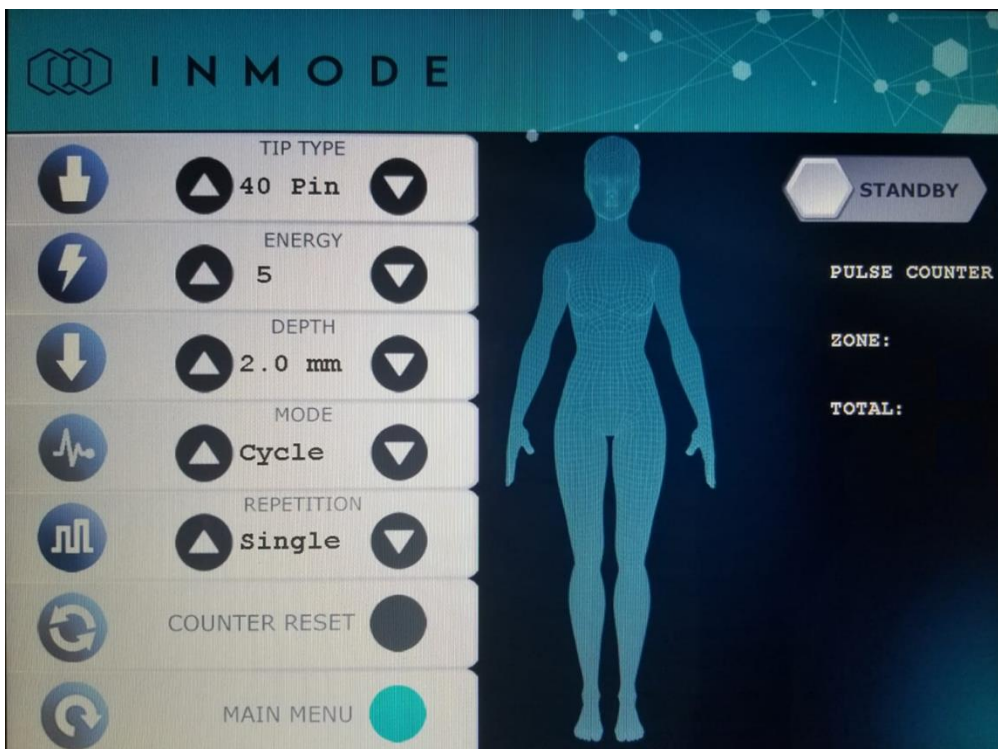 INMODE
TIP TYPE
40 Pin
ENERGY
5
DEPTH
2.0 mm
MODE
Cycle
REPETITION
Single
COUNTER RESET
MAIN MENU
STANDBY
PULSE COUNTER
ZONE:
TOTAL: